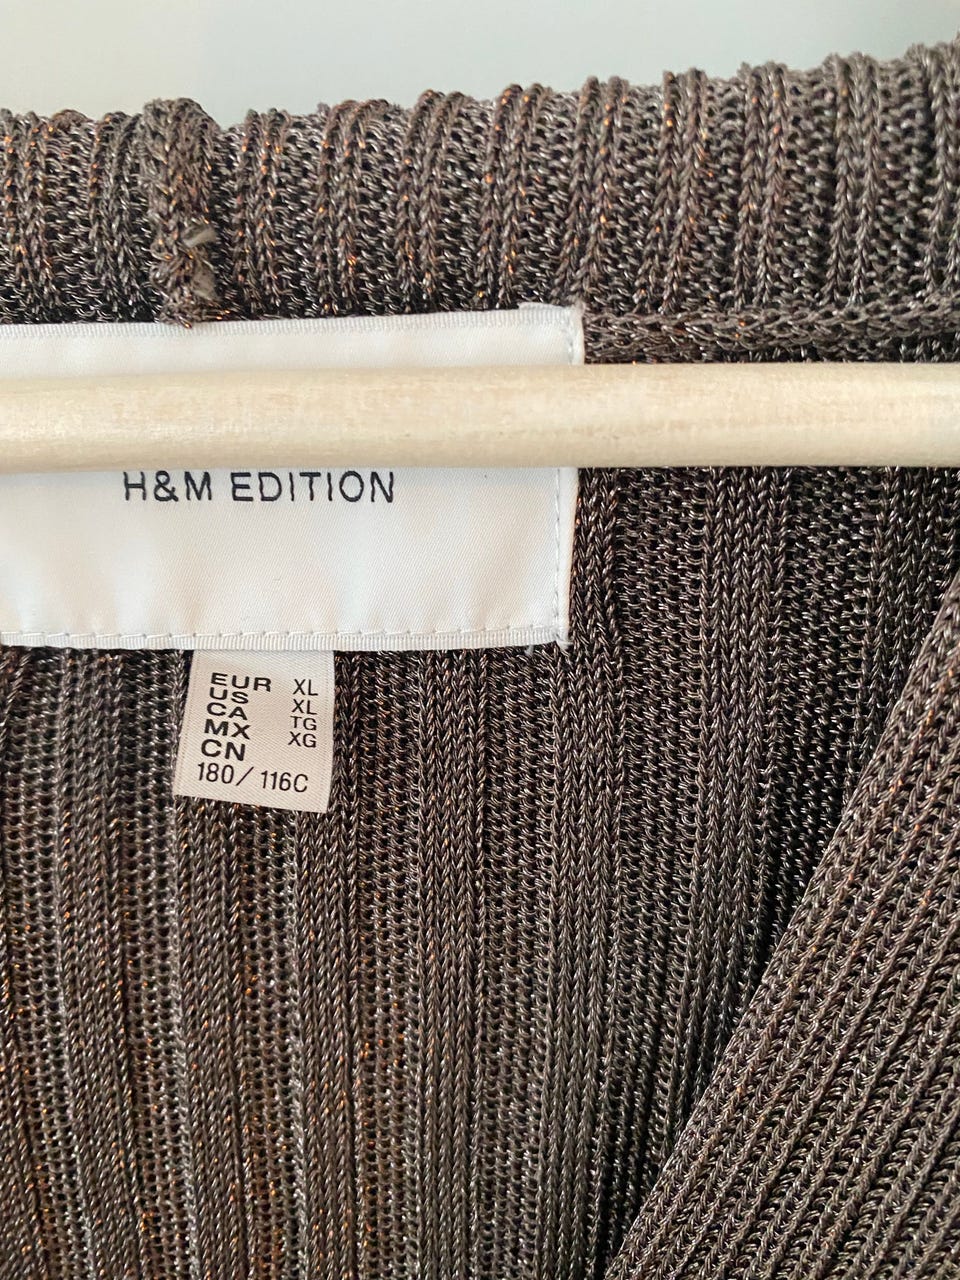 H&M EDITION
EUR XL
US XL
CA TG
MX XG
CN
180/116C